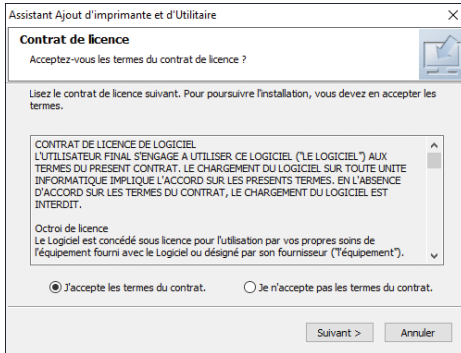 Assistant Ajout d'imprimante et d'Utilitaire
Contrat de licence
Acceptez-vous les termes du contrat de licence ?
Lisez le contrat de licence suivant. Pour poursuivre l'installation, vous devez en accepter les
termes.
CONTRAT DE LICENCE DE LOGICIEL
L'UTILISATEUR FINAL S'ENGAGE A UTILISER CE LOGICIEL ("LE LOGICIEL") AUX
TERMES DU PRESENT CONTRAT. LE CHARGEMENT DU LOGICIEL SUR TOUTE UNITE
INFORMATIQUE IMPLIQUE L'ACCORD SUR LES PRESENTS TERMES. EN L'ABSENCE
D'ACCORD SUR LES TERMES DU CONTRAT, LE CHARGEMENT DU LOGICIEL EST
INTERDIT.
Octroi de licence
Le Logiciel est concédé sous licence pour l'utilisation par vos propres soins de
l'équipement fourni avec le Logiciel ou désigné par son fournisseur ("l'équipement").
J'accepte les termes du contrat.
Je n'accepte pas les termes du contrat.
Suivant >
Annuler